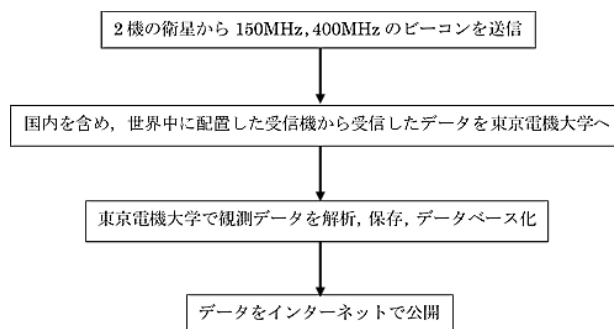 2機の衛星から 150MHz, 400MHz のビーコンを送信
国内を含め，世界中に配置した受信機から受信したデータを東京電機大学へ
東京電機大学で観測データを解析, 保存, データベース化
データをインターネットで公開